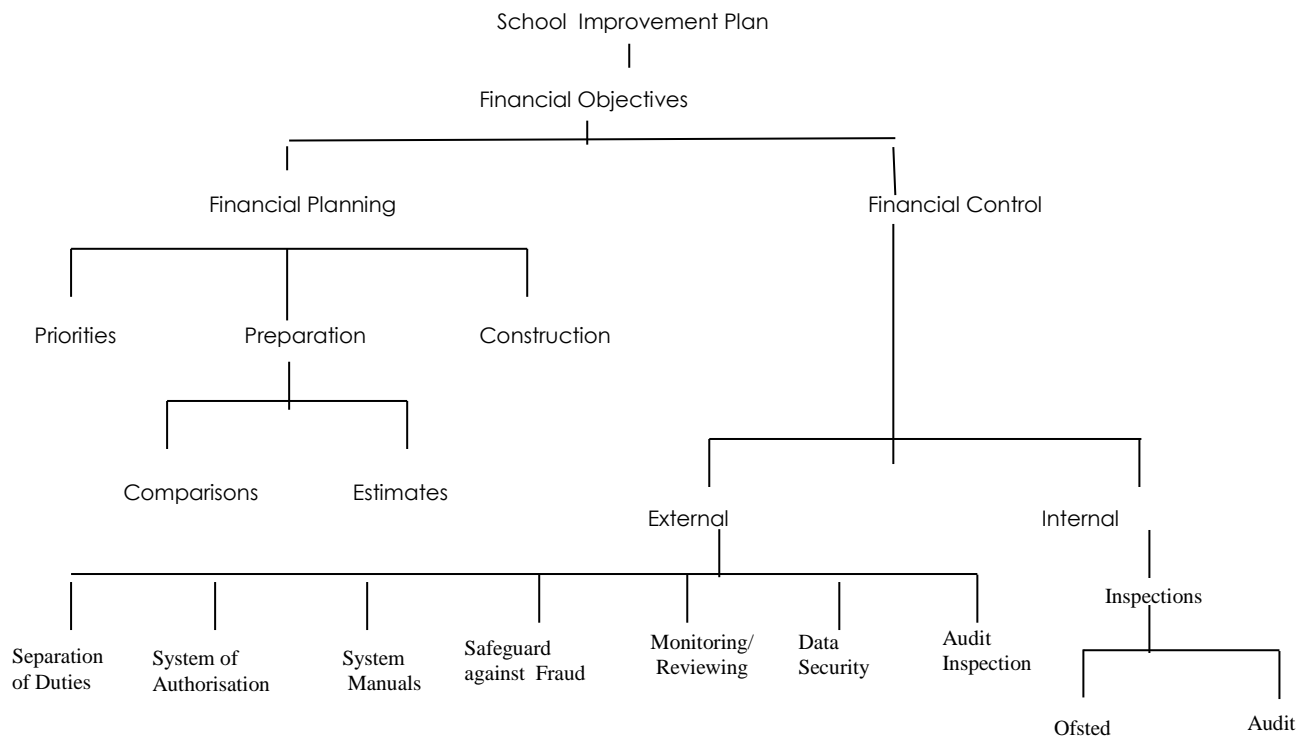 School Improvement Plan
Financial Objectives
Financial Planning
Financial Control
Priorities
Preparation
Construction
Comparisons
Estimates
External
Internal
Inspections
Separation
of Duties
System of
Authorisation
System
Manuals
Safeguard
against Fraud
Monitoring/
Reviewing
Data
Security
Audit
Inspection
Ofsted
Audit